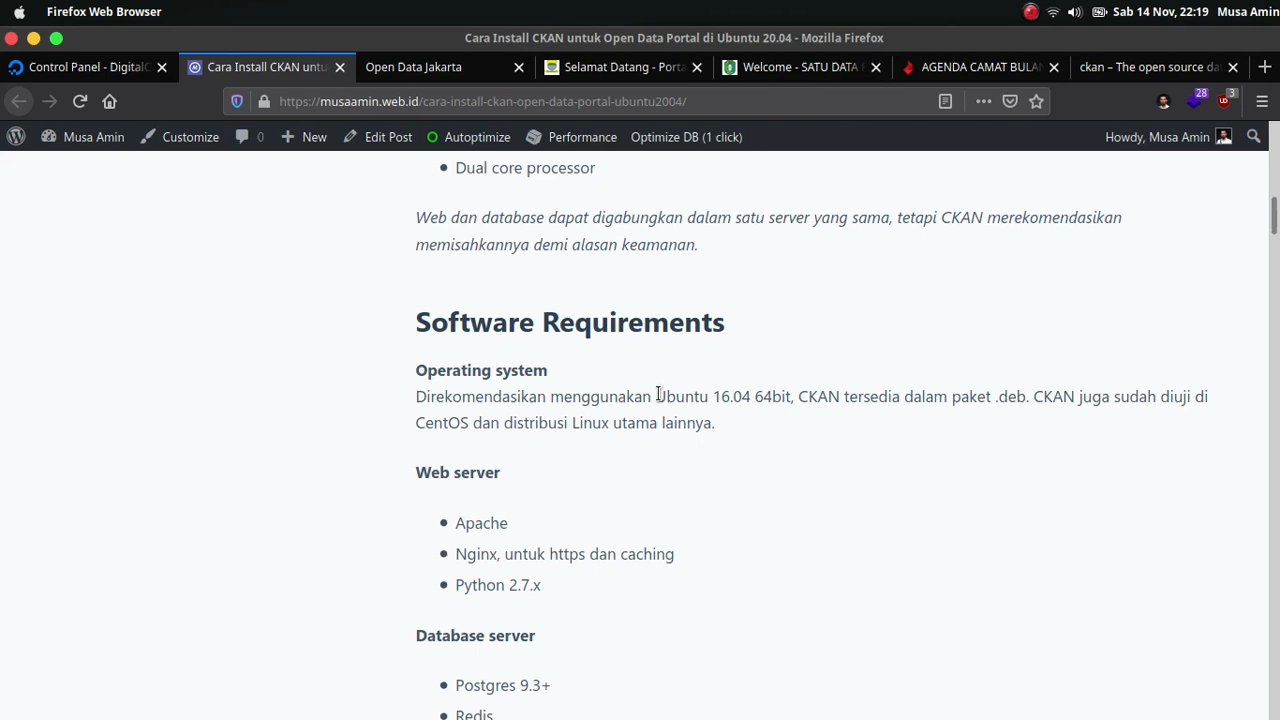 Firefox Web Browser
Sab 14 Nov, 22:19
Musa Amin
Cara Install CKAN untuk Open Data Portal di Ubuntu 20.04 - Mozilla Firefox
Control Panel - DigitalC
Cara Install CKAN untu
Open Data Jakarta
Selamat Datang - Porta
Welcome - SATU DATA
AGENDA CAMAT BULAN
ckan – The open source da
https://musaamin.web.id/cara-install-ckan-open-data-portal-ubuntu2004/
28
3
Musa Amin
Customize
0
New
Edit Post
Autoptimize
Performance
Optimize DB (1 click)
Howdy, Musa Amin
Dual core processor
Web dan database dapat digabungkan dalam satu server yang sama, tetapi CKAN merekomendasikan
memisahkannya demi alasan keamanan.
Software Requirements
Operating system
Direkomendasikan menggunakan Ubuntu 16.04 64bit, CKAN tersedia dalam paket .deb. CKAN juga sudah diuji di
CentOS dan distribusi Linux utama lainnya.
Web server
Apache
Nginx, untuk https dan caching
Python 2.7.x
Database server
Postgres 9.3+
Redis